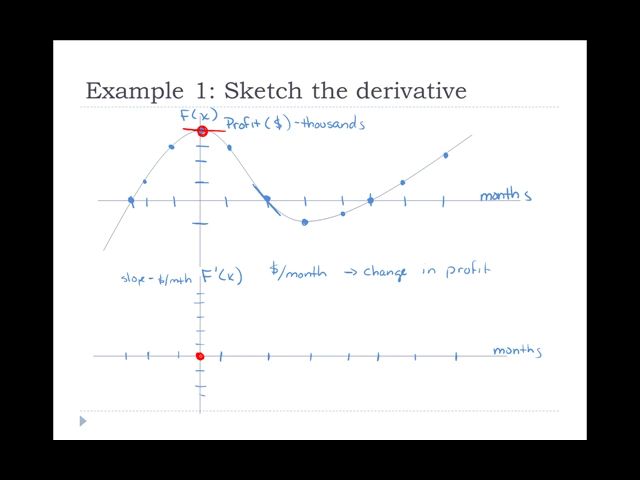 Example 1: Sketch the derivative
F(x)
Profit ($) - thousands
months
slope - $/mth F'(x) $/month → change in profit
months